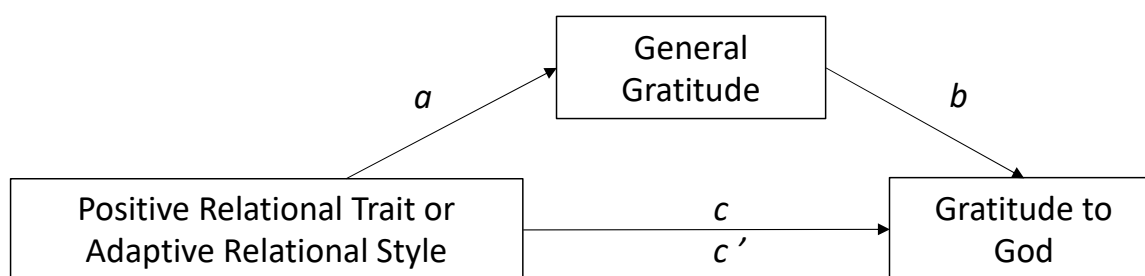 General
Gratitude
a
b
Positive Relational Trait or
Adaptive Relational Style
c
c’
Gratitude to
God